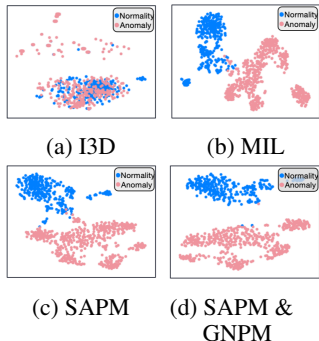 Normality
Anomaly
Normality
Anomaly
(a) I3D
(b) MIL
Normality
Anomaly
Normality
Anomaly
(c) SAPM
(d) SAPM &
GNPM